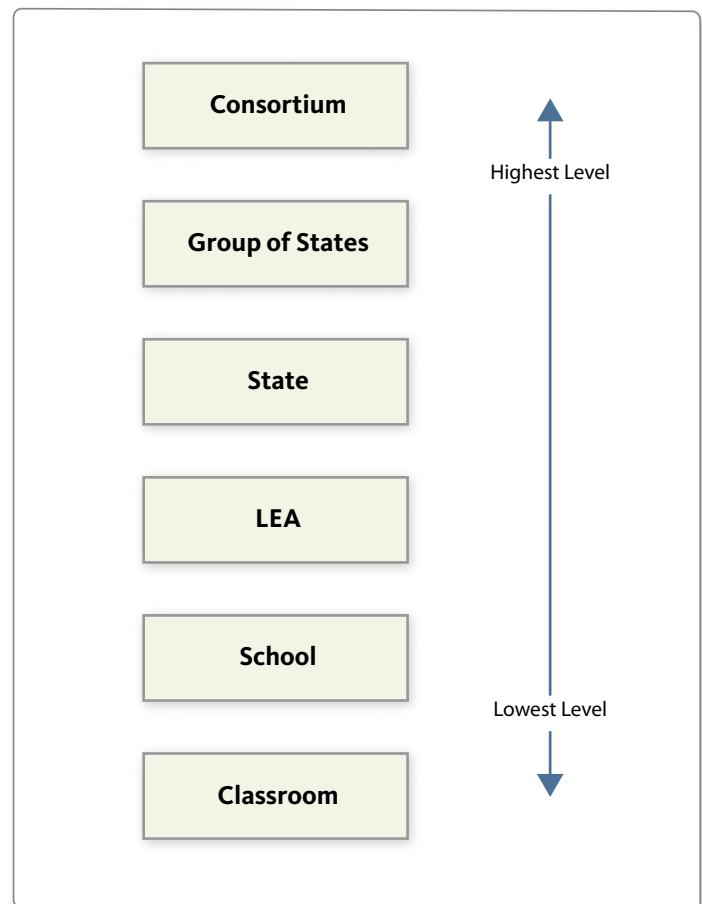 Consortium
Highest Level
Group of States
State
LEA
School
Lowest Level
Classroom